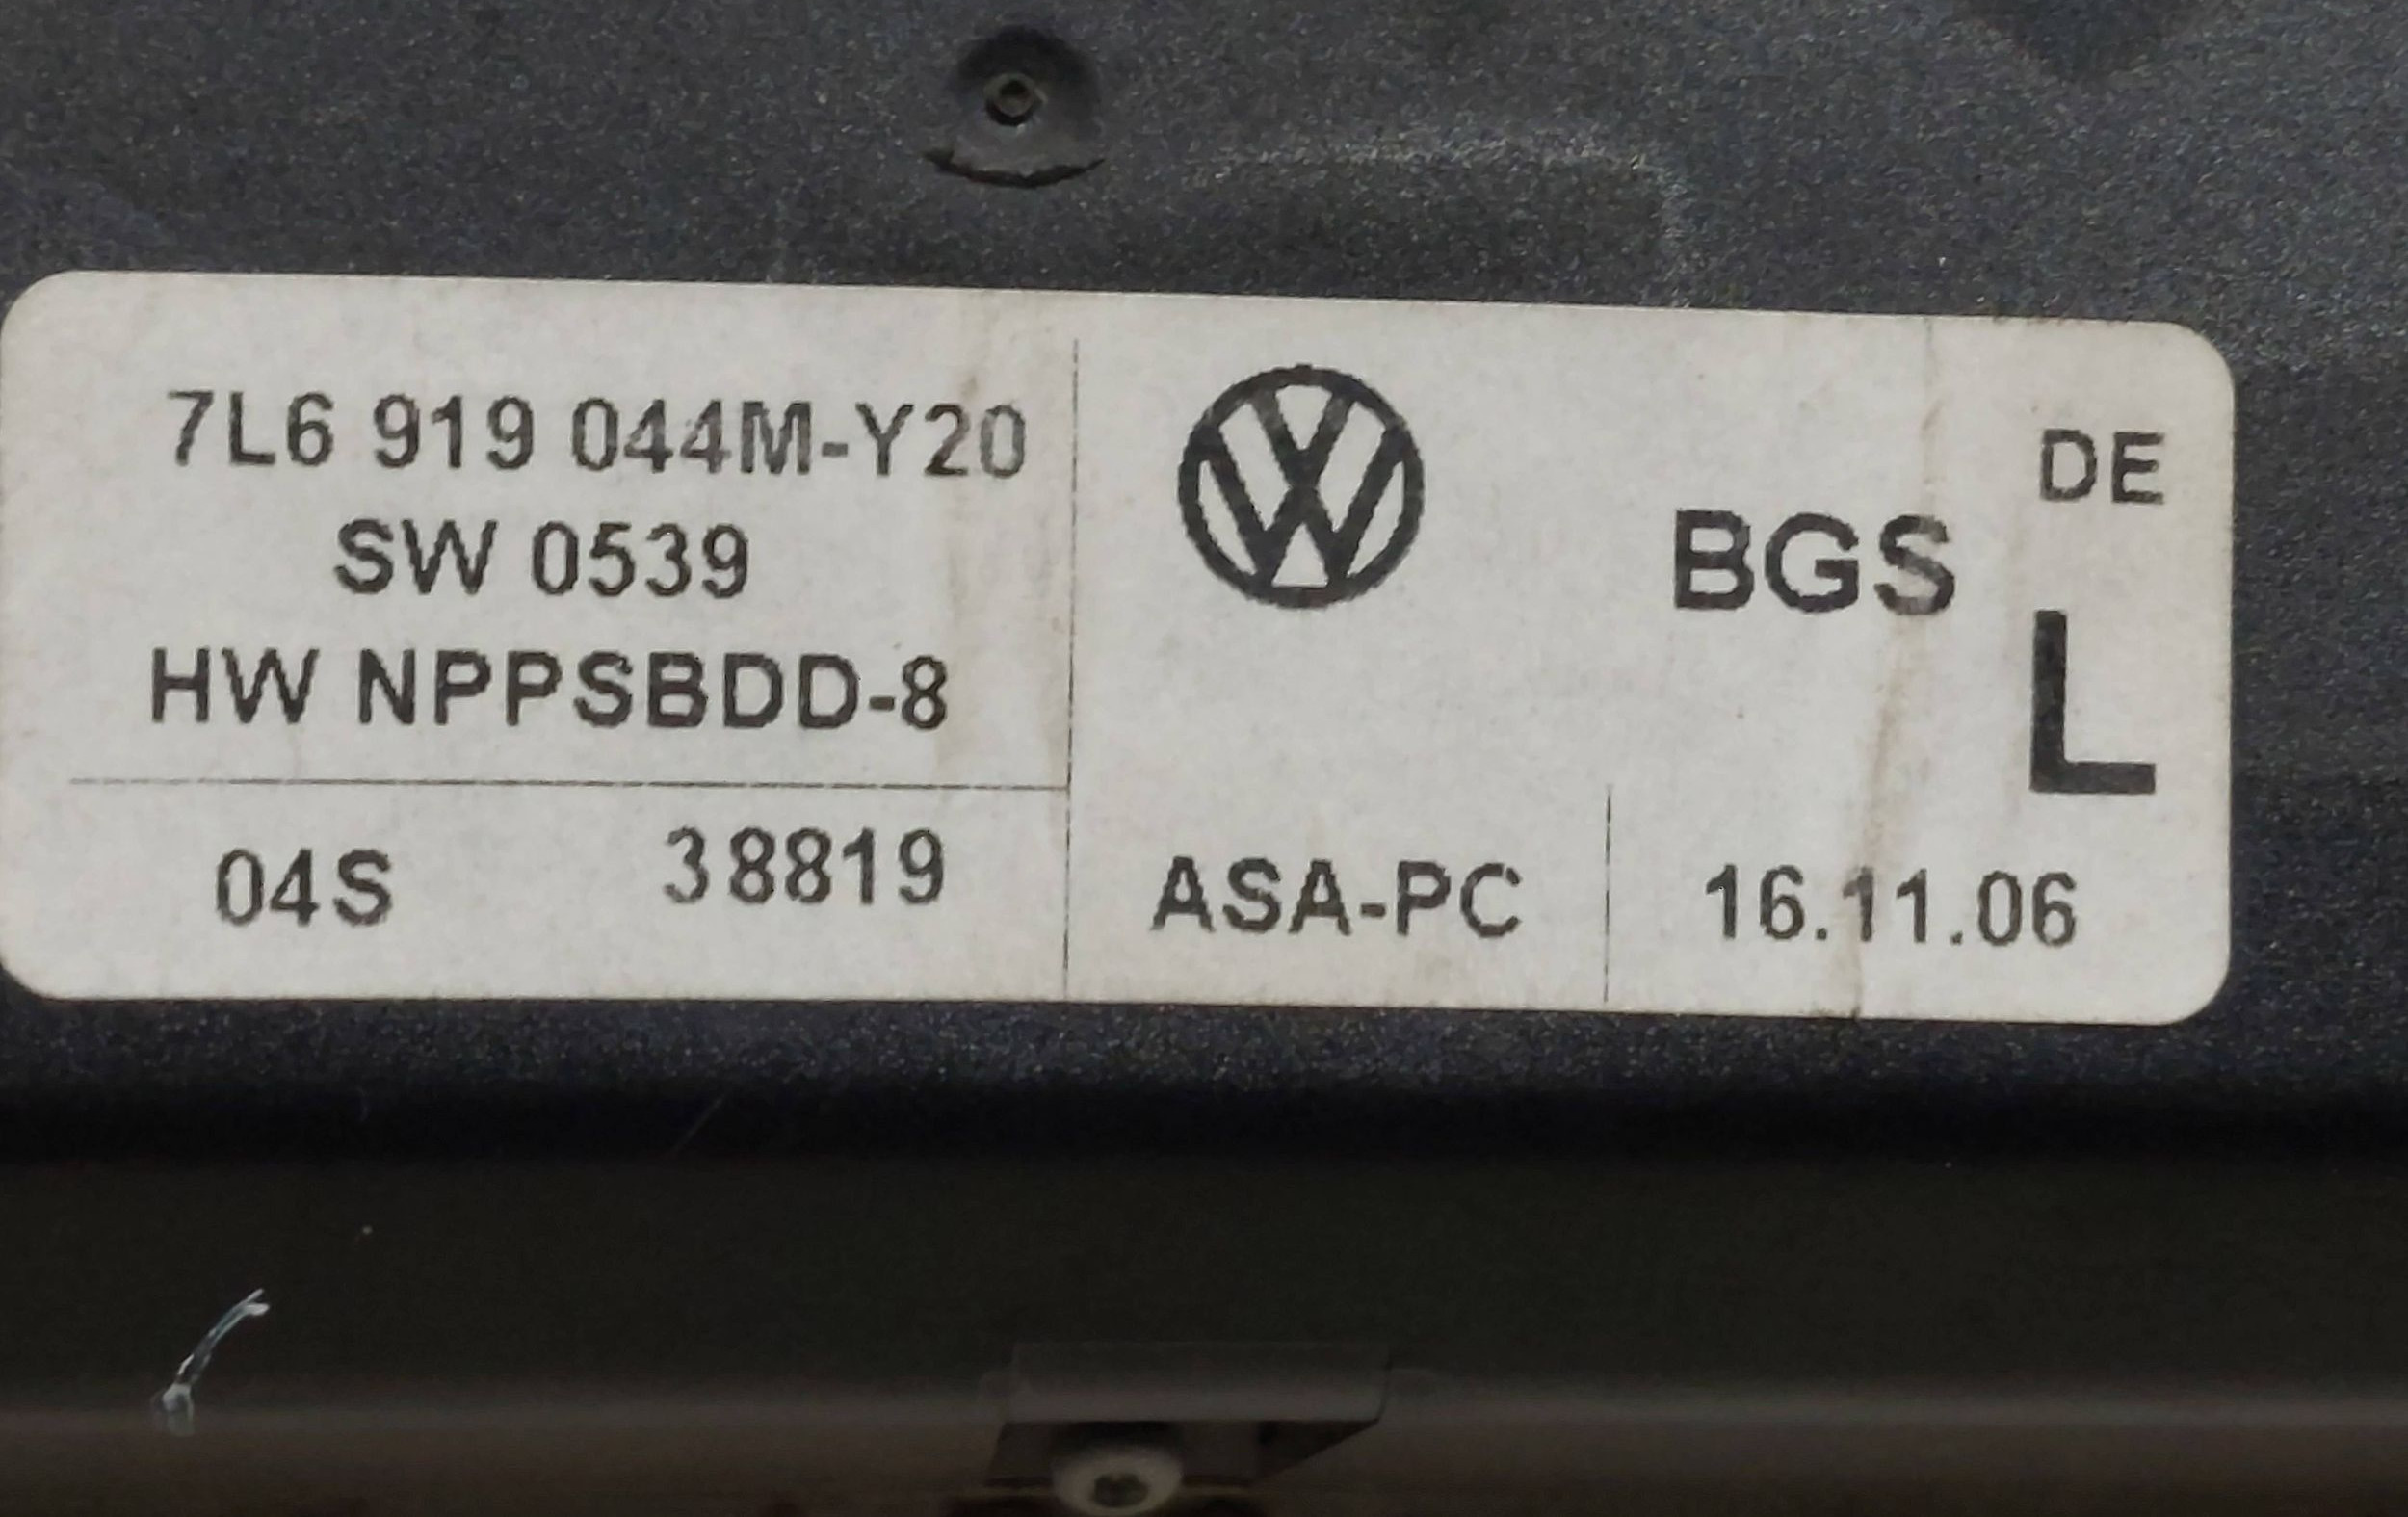 7L6 919 044M-Y20
SW 0539
HW NPPSBDD-8
04S 38819
DE
BGS
L
ASA-PC 16.11.06